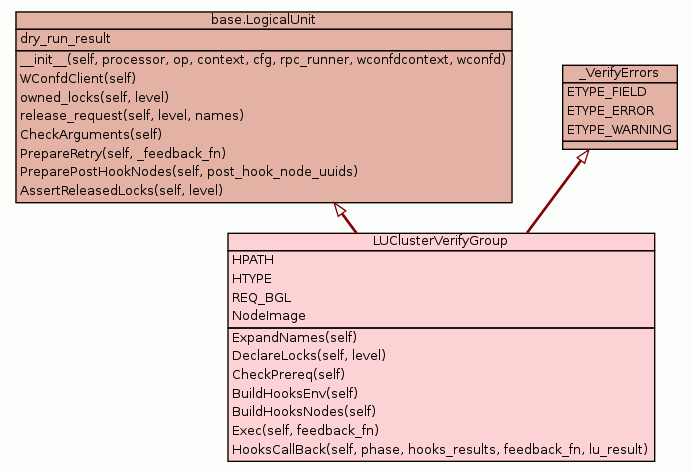 base.LogicalUnit
dry_run_result
__init__(self, processor, op, context, cfg, rpc_runner, wconfdcontext, wconfd)
WConfdClient(self)
owned_locks(self, level)
release_request(self, level, names)
CheckArguments(self)
PrepareRetry(self, _feedback_fn)
PreparePostHookNodes(self, post_hook_node_uuids)
AssertReleasedLocks(self, level)
_VerifyErrors
ETYPE_FIELD
ETYPE_ERROR
ETYPE_WARNING
LUClusterVerifyGroup
HPATH
HTYPE
REQ_BGL
NodeImage
ExpandNames(self)
DeclareLocks(self, level)
CheckPrereq(self)
BuildHooksEnv(self)
BuildHooksNodes(self)
Exec(self, feedback_fn)
HooksCallBack(self, phase, hooks_results, feedback_fn, lu_result)